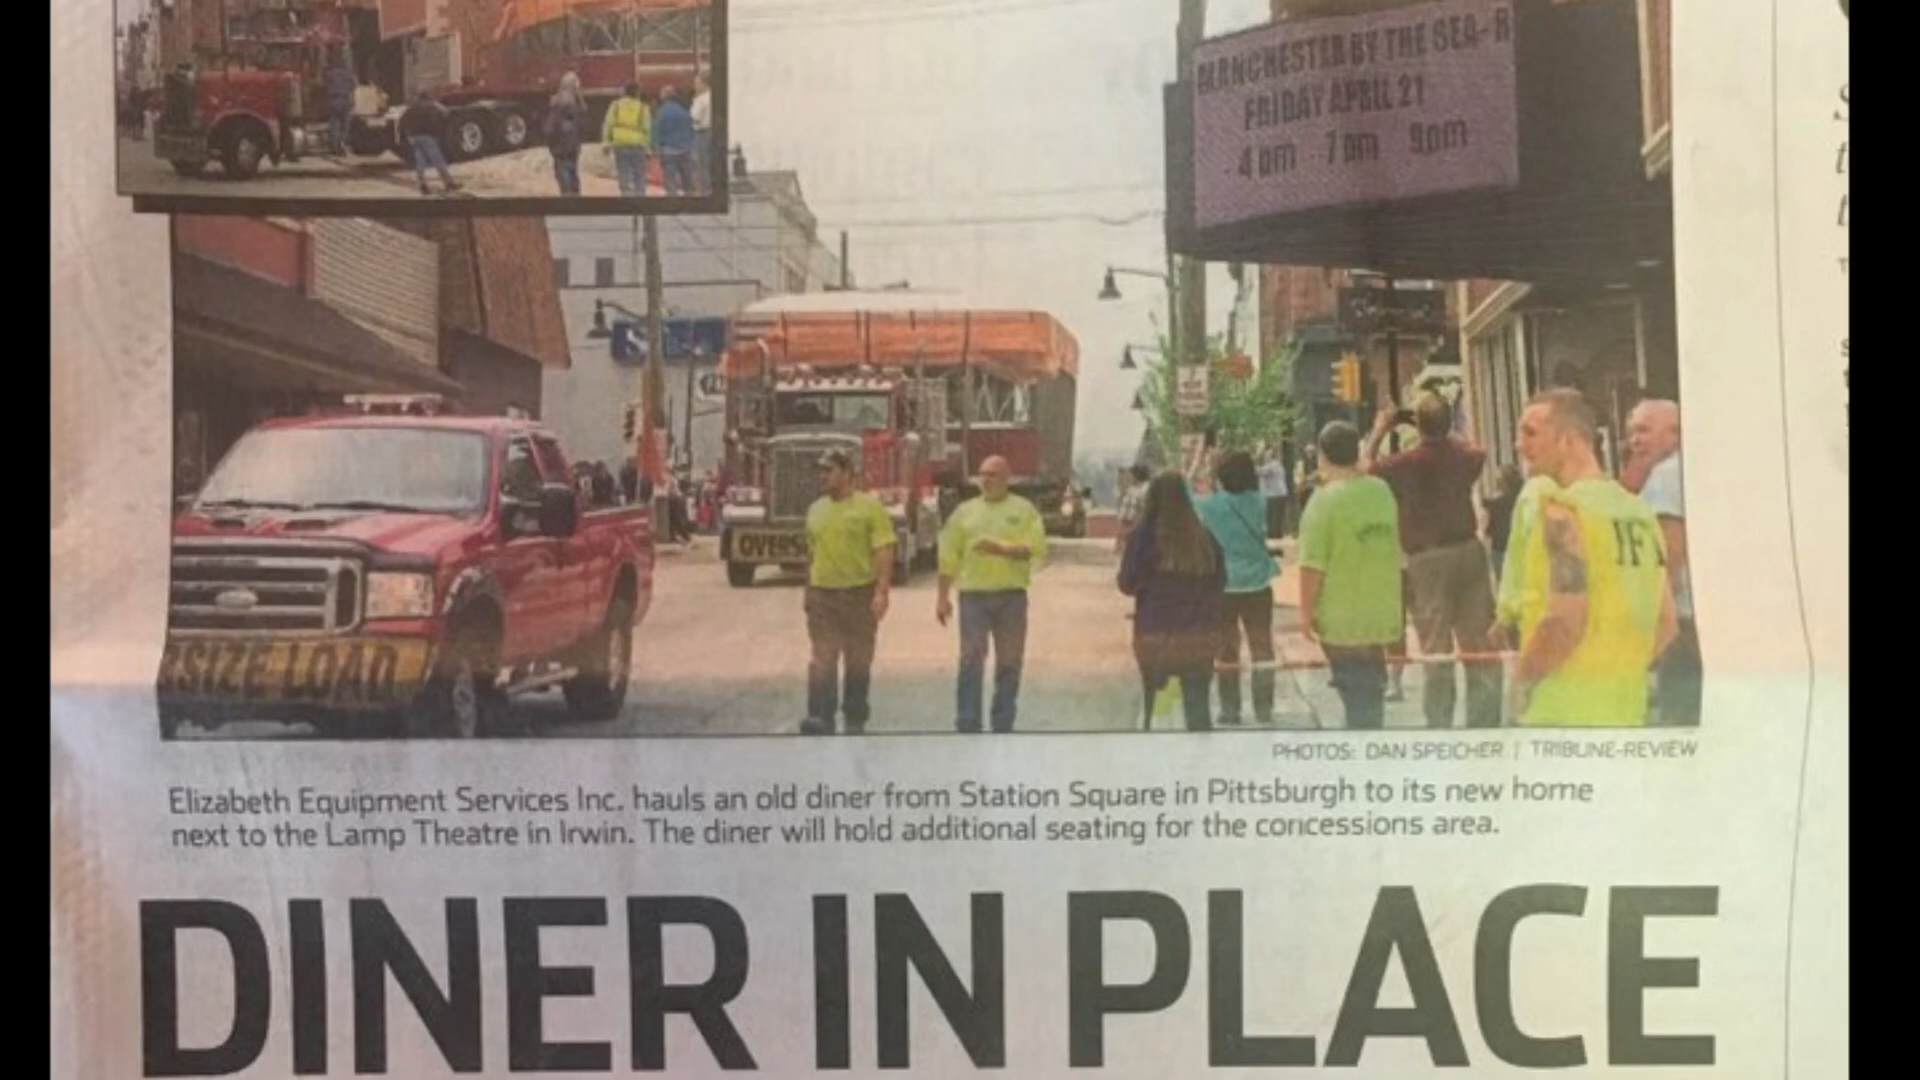 MANCHESTER BY THE SEA-R
FRIDAY APRIL 21
4pm 7pm 9pm
OVERS
SIZE LOAD
PHOTOS: DAN SPEICHER | TRIBUNE-REVIEW
Elizabeth Equipment Services Inc. hauls an old diner from Station Square in Pittsburgh to its new home
next to the Lamp Theatre in Irwin. The diner will hold additional seating for the concessions area.
DINER IN PLACE